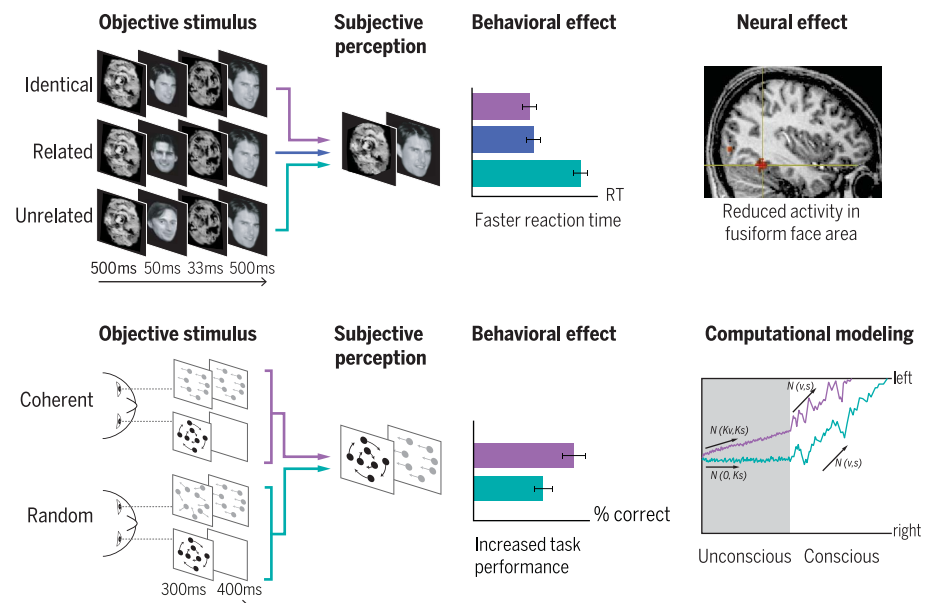 Objective stimulus
Subjective
perception
Behavioral effect
Neural effect
Identical
Related
Unrelated
500ms 50ms 33ms 500ms
RT
Faster reaction time
Reduced activity in
fusiform face area
Objective stimulus
Subjective
perception
Behavioral effect
Computational modeling
Coherent
Random
300ms 400ms
% correct
Increased task
performance
left
N (v,s)
N (Kv,Ks)
N (0, Ks)
N (v,s)
right
Unconscious Conscious